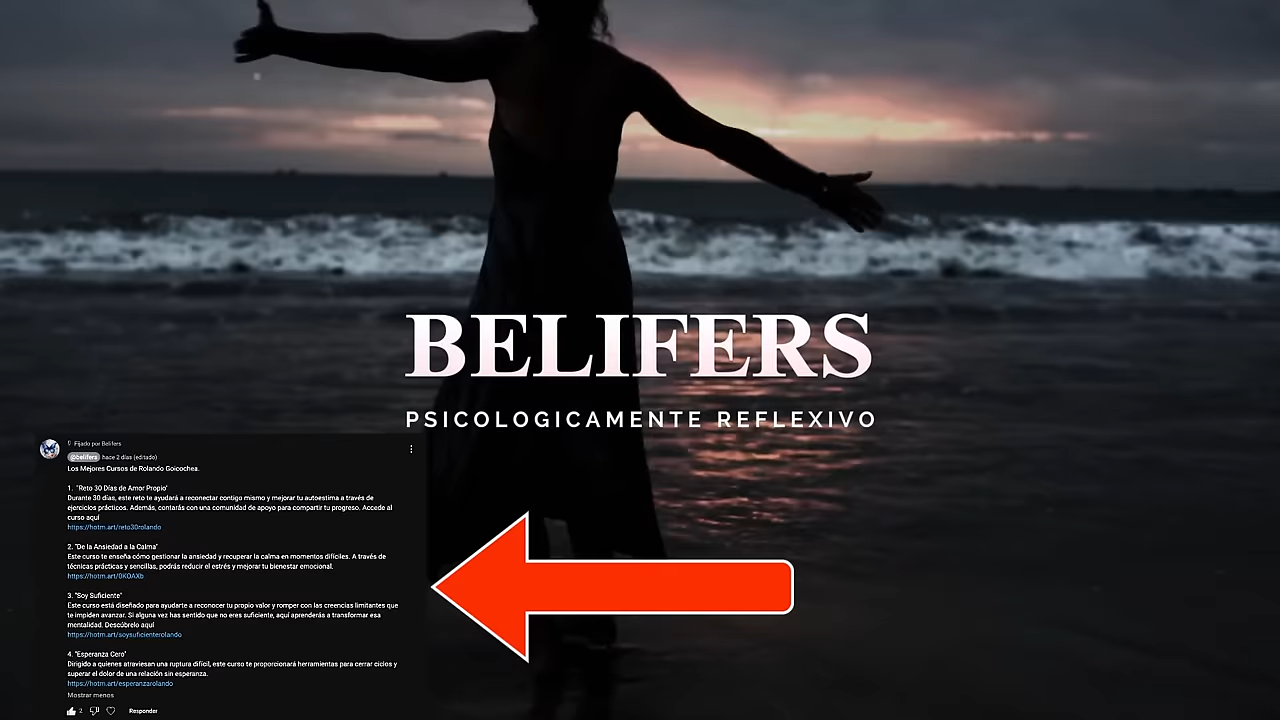 BELIFERS
PSICOLOGICAMENTE REFLEXIVO
Fijado por Belifers
@belifers hace 2 días (editado)
Los Mejores Cursos de Rolando Goicochea.
1. "Reto 30 Días de Amor Propio"
Durante 30 días, este reto te ayudará a reconectar contigo mismo y mejorar tu autoestima a través de
ejercicios prácticos. Además, contarás con una comunidad de apoyo para compartir tu progreso. Accede al
curso aquí
https://hotm.art/reto30rolando
2. "De la Ansiedad a la Calma"
Este curso te enseña cómo gestionar la ansiedad y recuperar la calma en momentos difíciles. A través de
técnicas prácticas y sencillas, podrás reducir el estrés y mejorar tu bienestar emocional.
https://hotm.art/0KOAXb
3. "Soy Suficiente"
Este curso está diseñado para ayudarte a reconocer tu propio valor y romper con las creencias limitantes que
te impiden avanzar. Si alguna vez has sentido que no eres suficiente, aquí aprenderás a transformar esa
mentalidad. Descúbrelo aquí
https://hotm.art/soysuficienterolando
4. "Esperanza Cero"
Dirigido a quienes atraviesan una ruptura difícil, este curso te proporcionará herramientas para cerrar ciclos y
superar el dolor de una relación sin esperanza.
https://hotm.art/esperanzarolando
Mostrar menos
2 Responder